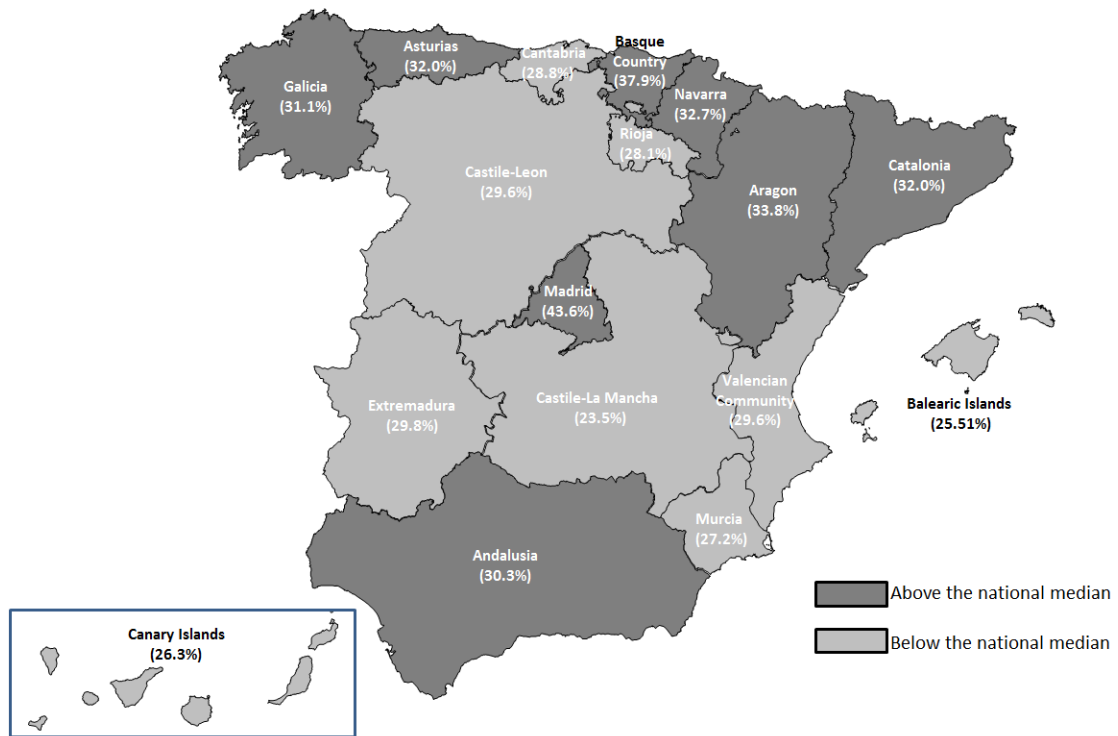 Asturias
(32.0%)
Cantabria
(28.8%)
Basque
Country
(37.9%)
Galicia
(31.1%)
Navarra
(32.7%)
Rioja
(28.1%)
Castile-Leon
(29.6%)
Aragon
(33.8%)
Catalonia
(32.0%)
Madrid
(43.6%)
Extremadura
(29.8%)
Castile-La Mancha
(23.5%)
Valencian
Community
(29.6%)
Balearic Islands
(25.51%)
Murcia
(27.2%)
Andalusia
(30.3%)
Canary Islands
(26.3%)
Above the national median
Below the national median